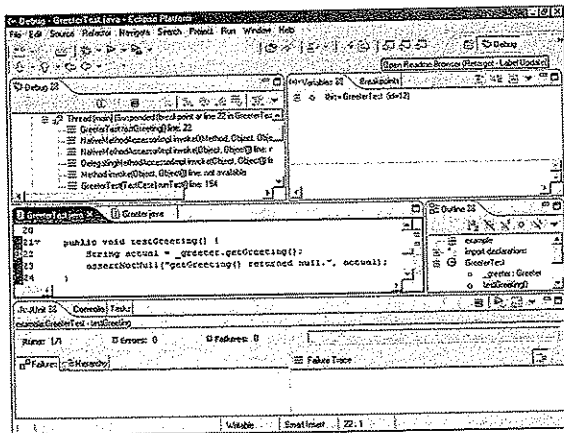 Debug - GreeterTest.java - Eclipse Platform
File Edit Source Refactor Navigate Search Project Run Window Help
Debug
Open Readme Browser (Retarget - Label Update)
Debug
Variables Breakpoints
this= GreeterTest (id=12)
Thread [main] (Suspended (breakpoint at line 22 in GreeterTest
GreeterTest.testGreeting() line: 22
NativeMethodAccessorImpl.invoke0(Method, Object, Obje
NativeMethodAccessorImpl.invoke(Object, Object[]) line: r
DelegatingMethodAccessorImpl.invoke(Object, Object[]) li
Method.invoke(Object, Object[]) line: not available
GreeterTest(TestCase).runTest() line: 154
GreeterTest.java Greeter.java
Outline
20
21 public void testGreeting() {
22 String actual = _greeter.getGreeting();
23 assertNotNull("getGreeting() returned null.", actual);
24 }
example
import declarations
GreeterTest
_greeter : Greeter
testGreeting()
JUnit Console Tasks
example.GreeterTest - testGreeting
Runs: 1/1 Errors: 0 Failures: 0
Failures Hierarchy Failure Trace
Writable Smart Insert 22 : 1